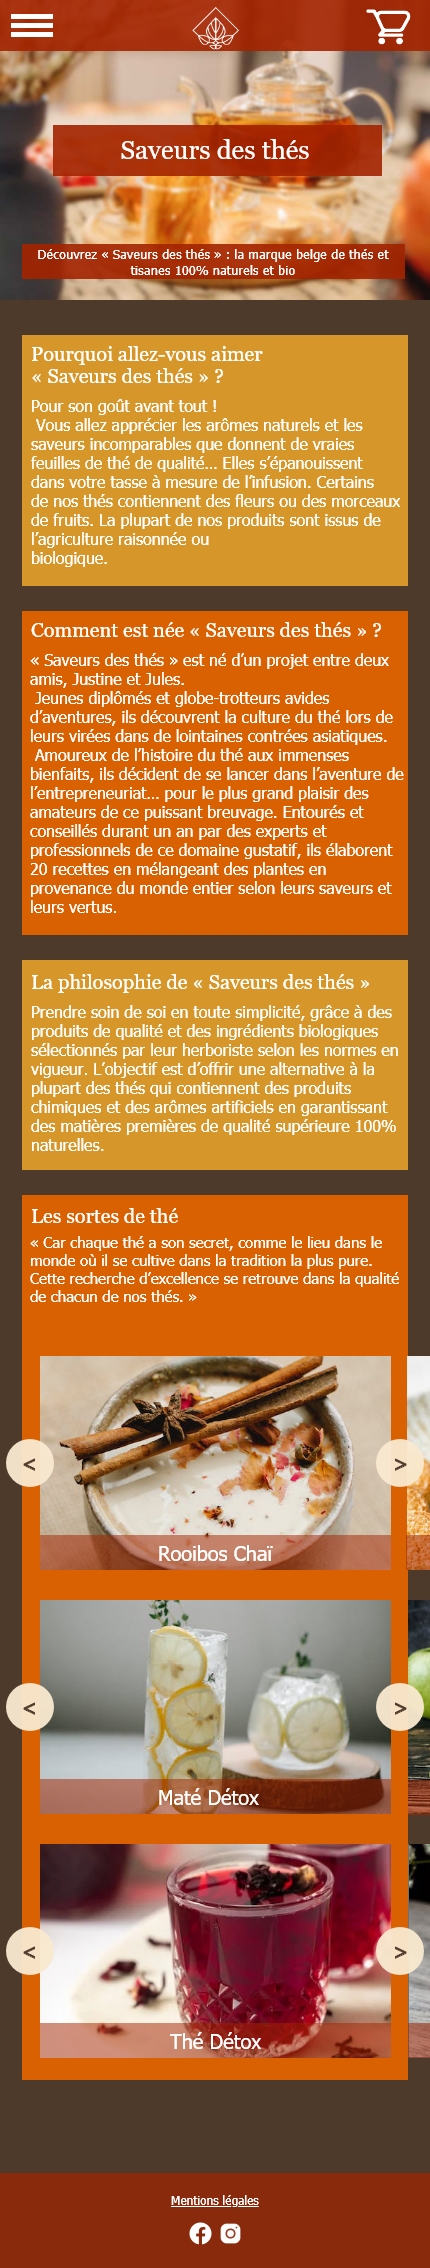 Saveurs des thés
Découvrez « Saveurs des thés » : la marque belge de thés et
tisanes 100% naturels et bio
Pourquoi allez-vous aimer
« Saveurs des thés » ?
Pour son goût avant tout !
Vous allez apprécier les arômes naturels et les
saveurs incomparables que donnent de vraies
feuilles de thé de qualité... Elles s’épanouissent
dans votre tasse à mesure de l’infusion. Certains
de nos thés contiennent des fleurs ou des morceaux
de fruits. La plupart de nos produits sont issus de
l’agriculture raisonnée ou
biologique.
Comment est née « Saveurs des thés » ?
« Saveurs des thés » est né d’un projet entre deux
amis, Justine et Jules.
Jeunes diplômés et globe-trotteurs avides
d’aventures, ils découvrent la culture du thé lors de
leurs virées dans de lointaines contrées asiatiques.
Amoureux de l’histoire du thé aux immenses
bienfaits, ils décident de se lancer dans l’aventure de
l’entrepreneuriat... pour le plus grand plaisir des
amateurs de ce puissant breuvage. Entourés et
conseillés durant un an par des experts et
professionnels de ce domaine gustatif, ils élaborent
20 recettes en mélangeant des plantes en
provenance du monde entier selon leurs saveurs et
leurs vertus.
La philosophie de « Saveurs des thés »
Prendre soin de soi en toute simplicité, grâce à des
produits de qualité et des ingrédients biologiques
sélectionnés par leur herboriste selon les normes en
vigueur. L’objectif est d’offrir une alternative à la
plupart des thés qui contiennent des produits
chimiques et des arômes artificiels en garantissant
des matières premières de qualité supérieure 100%
naturelles.
Les sortes de thé
« Car chaque thé a son secret, comme le lieu dans le
monde où il se cultive dans la tradition la plus pure.
Cette recherche d’excellence se retrouve dans la qualité
de chacun de nos thés. »
< >
Rooibos Chaï
< >
Maté Détox
< >
Thé Détox
Mentions légales